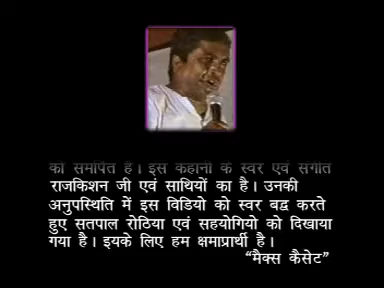 को समर्पित है। इस कहानी के स्वर एवं संगीत
राजकिशन जी एवं साथियों का है। उनकी
अनुपस्थिति में इस विडियो को स्वर बद्व करते
हुए सतपाल रोठिया एवं सहयोगियो को दिखाया
गया है। इयके लिए हम क्षमाप्रार्थी है।
“मैक्स कैसेट”